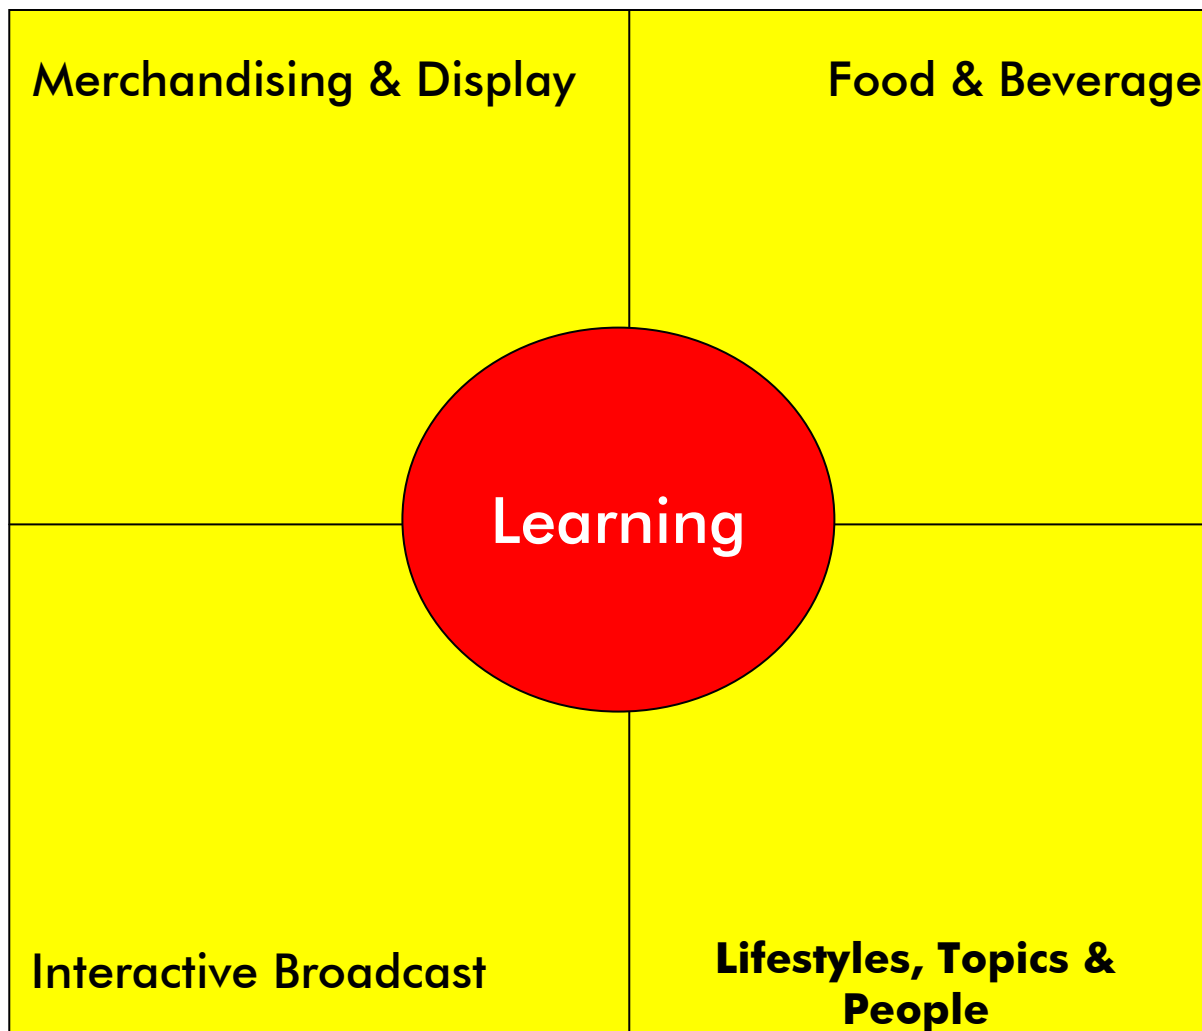 Merchandising & Display
Food & Beverage
Learning
Interactive Broadcast
Lifestyles, Topics &
People